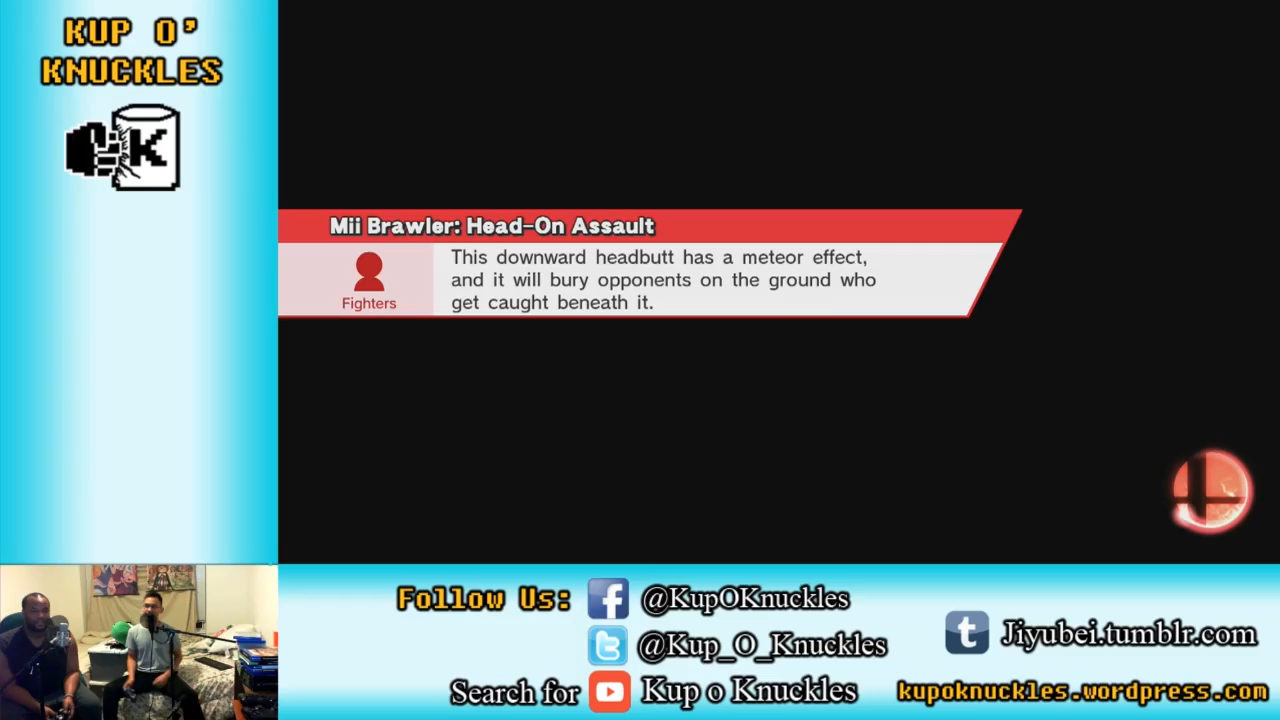 KUP O'
KNUCKLES
K
Mii Brawler: Head-On Assault
Fighters
This downward headbutt has a meteor effect,
and it will bury opponents on the ground who
get caught beneath it.
Follow Us:
@KupOKnuckles
@Kup_O_Knuckles
Search for
Kup o Knuckles
Jiyubei.tumblr.com
kupoknuckles.wordpress.com